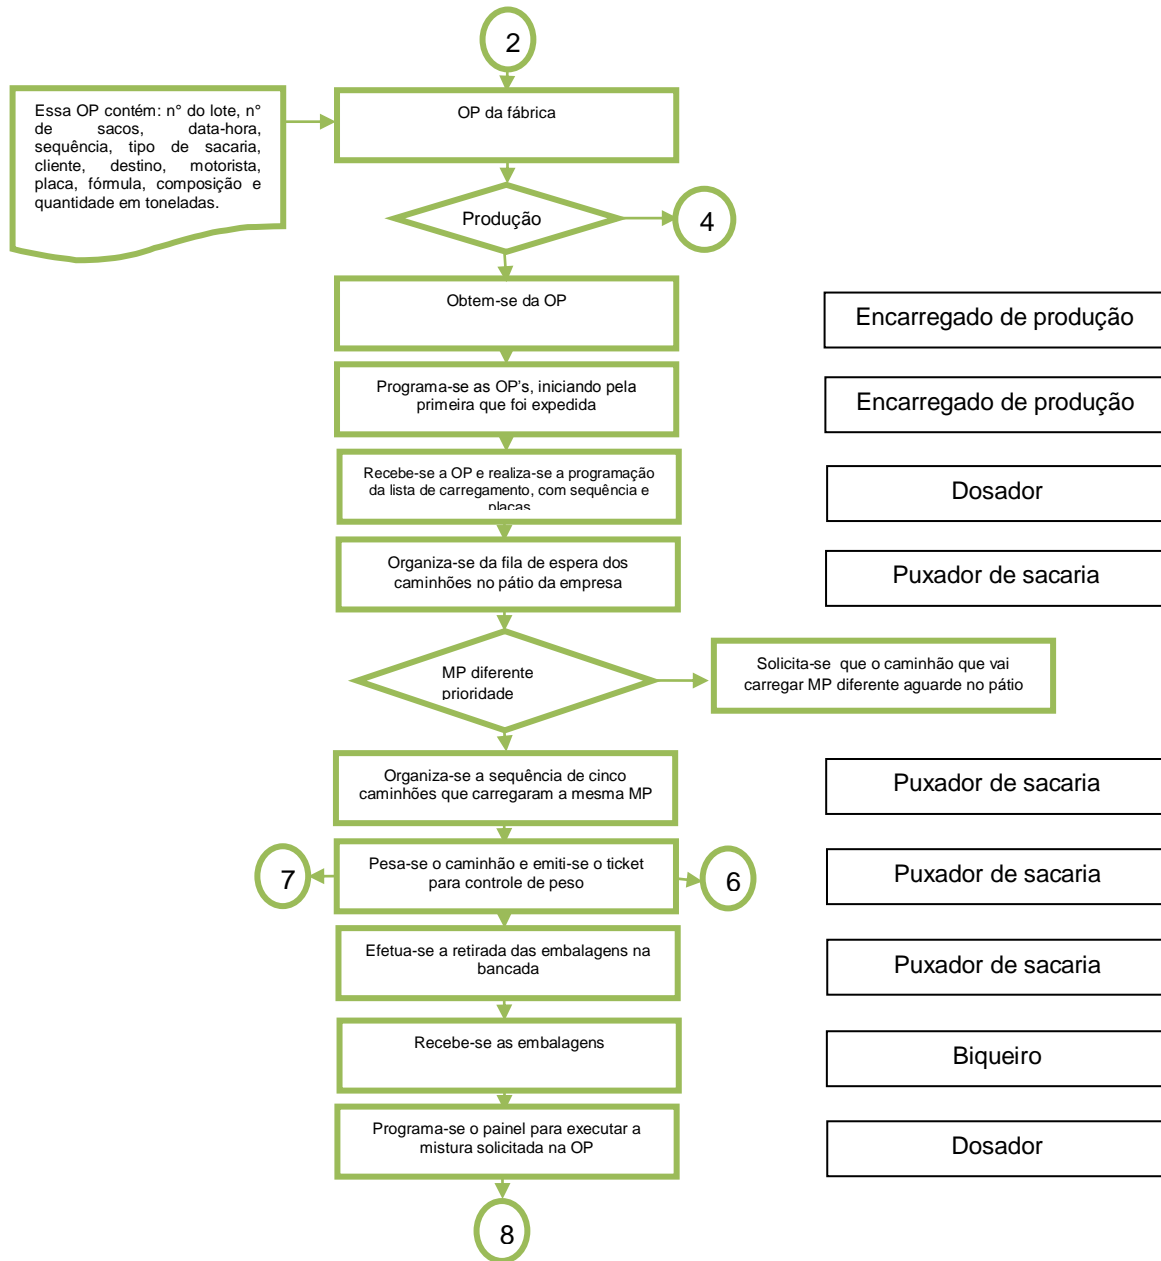 2
Essa OP contém: n° do lote, n°
de sacos, data-hora,
sequência, tipo de sacaria,
cliente, destino, motorista,
placa, fórmula, composição e
quantidade em toneladas.
OP da fábrica
Produção
4
Obtem-se da OP
Encarregado de produção
Programa-se as OP's, iniciando pela
primeira que foi expedida
Encarregado de produção
Recebe-se a OP e realiza-se a programação
da lista de carregamento, com sequência e
placas
Dosador
Organiza-se da fila de espera dos
caminhões no pátio da empresa
Puxador de sacaria
MP diferente
prioridade
Solicita-se que o caminhão que vai
carregar MP diferente aguarde no pátio
Organiza-se a sequência de cinco
caminhões que carregaram a mesma MP
Puxador de sacaria
7
Pesa-se o caminhão e emiti-se o ticket
para controle de peso
6
Puxador de sacaria
Efetua-se a retirada das embalagens na
bancada
Puxador de sacaria
Recebe-se as embalagens
Biqueiro
Programa-se o painel para executar a
mistura solicitada na OP
Dosador
8